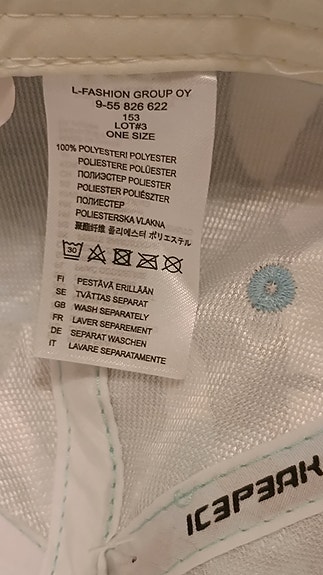 L-FASHION GROUP OY
9-55 826 622
153
LOT#3
ONE SIZE
100% POLYESTERI POLYESTER
POLIESTERE POLÜESTER
ПОЛИЭСТЕР POLIESTER
POLIESTER POLIÉSZTER
ПОЛИЕСТЕР
POLIESTERSKA VLAKNA
聚酯纤维 폴리에스터 ポリエステル
30
FI PESTÄVÄ ERILLÄÄN
SE TVÄTTAS SEPARAT
GB WASH SEPARATELY
FR LAVER SEPAREMENT
DE SEPARAT WASCHEN
IT LAVARE SEPARATAMENTE
ICEPEAK